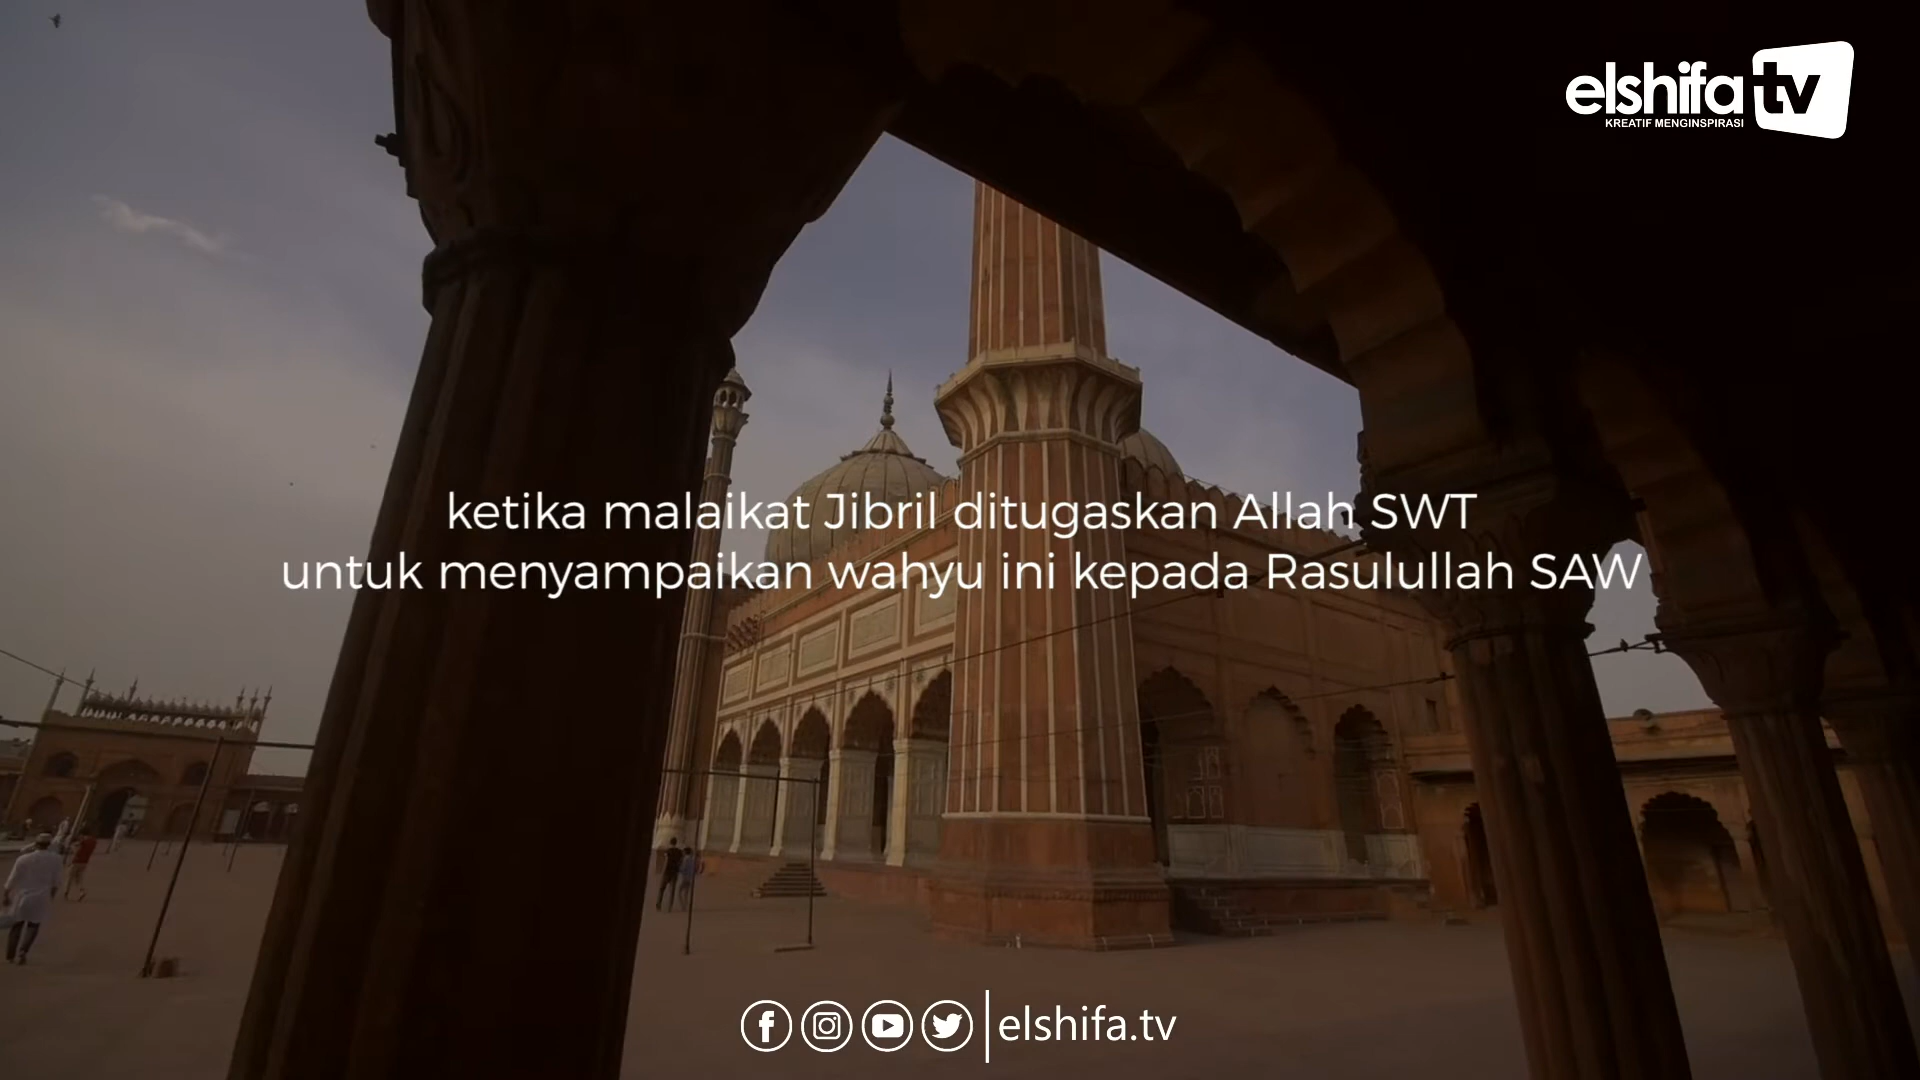 elshifa tv
KREATIF MENGINSPIRASI
ketika malaikat Jibril ditugaskan Allah SWT
untuk menyampaikan wahyu ini kepada Rasulullah SAW
elshifa.tv